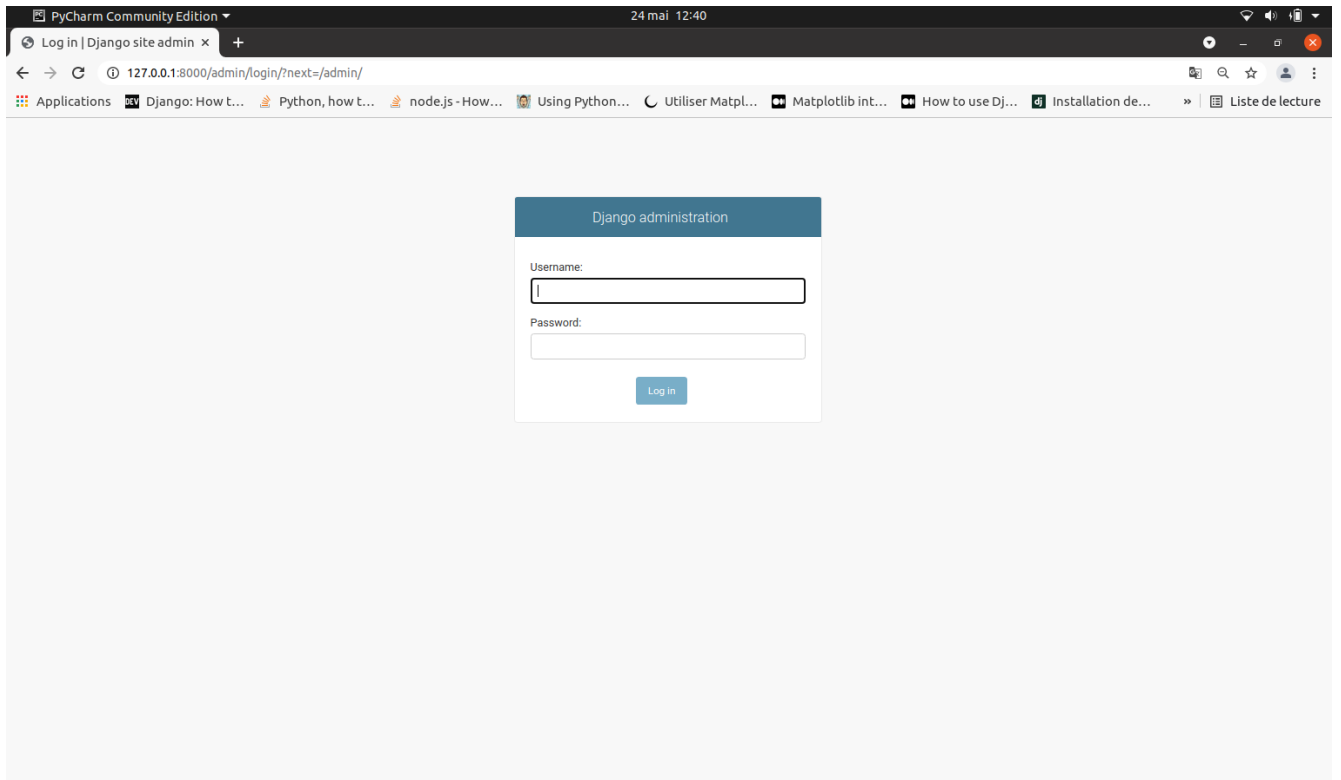 PyCharm Community Edition 24 mai 12:40
Log in | Django site admin
127.0.0.1:8000/admin/login/?next=/admin/
Applications Django: How t... Python, how t... node.js - How... Using Python... Utiliser Matpl... Matplotlib int... How to use Dj... Installation de... » Liste de lecture
Django administration
Username:
Password:
Log in